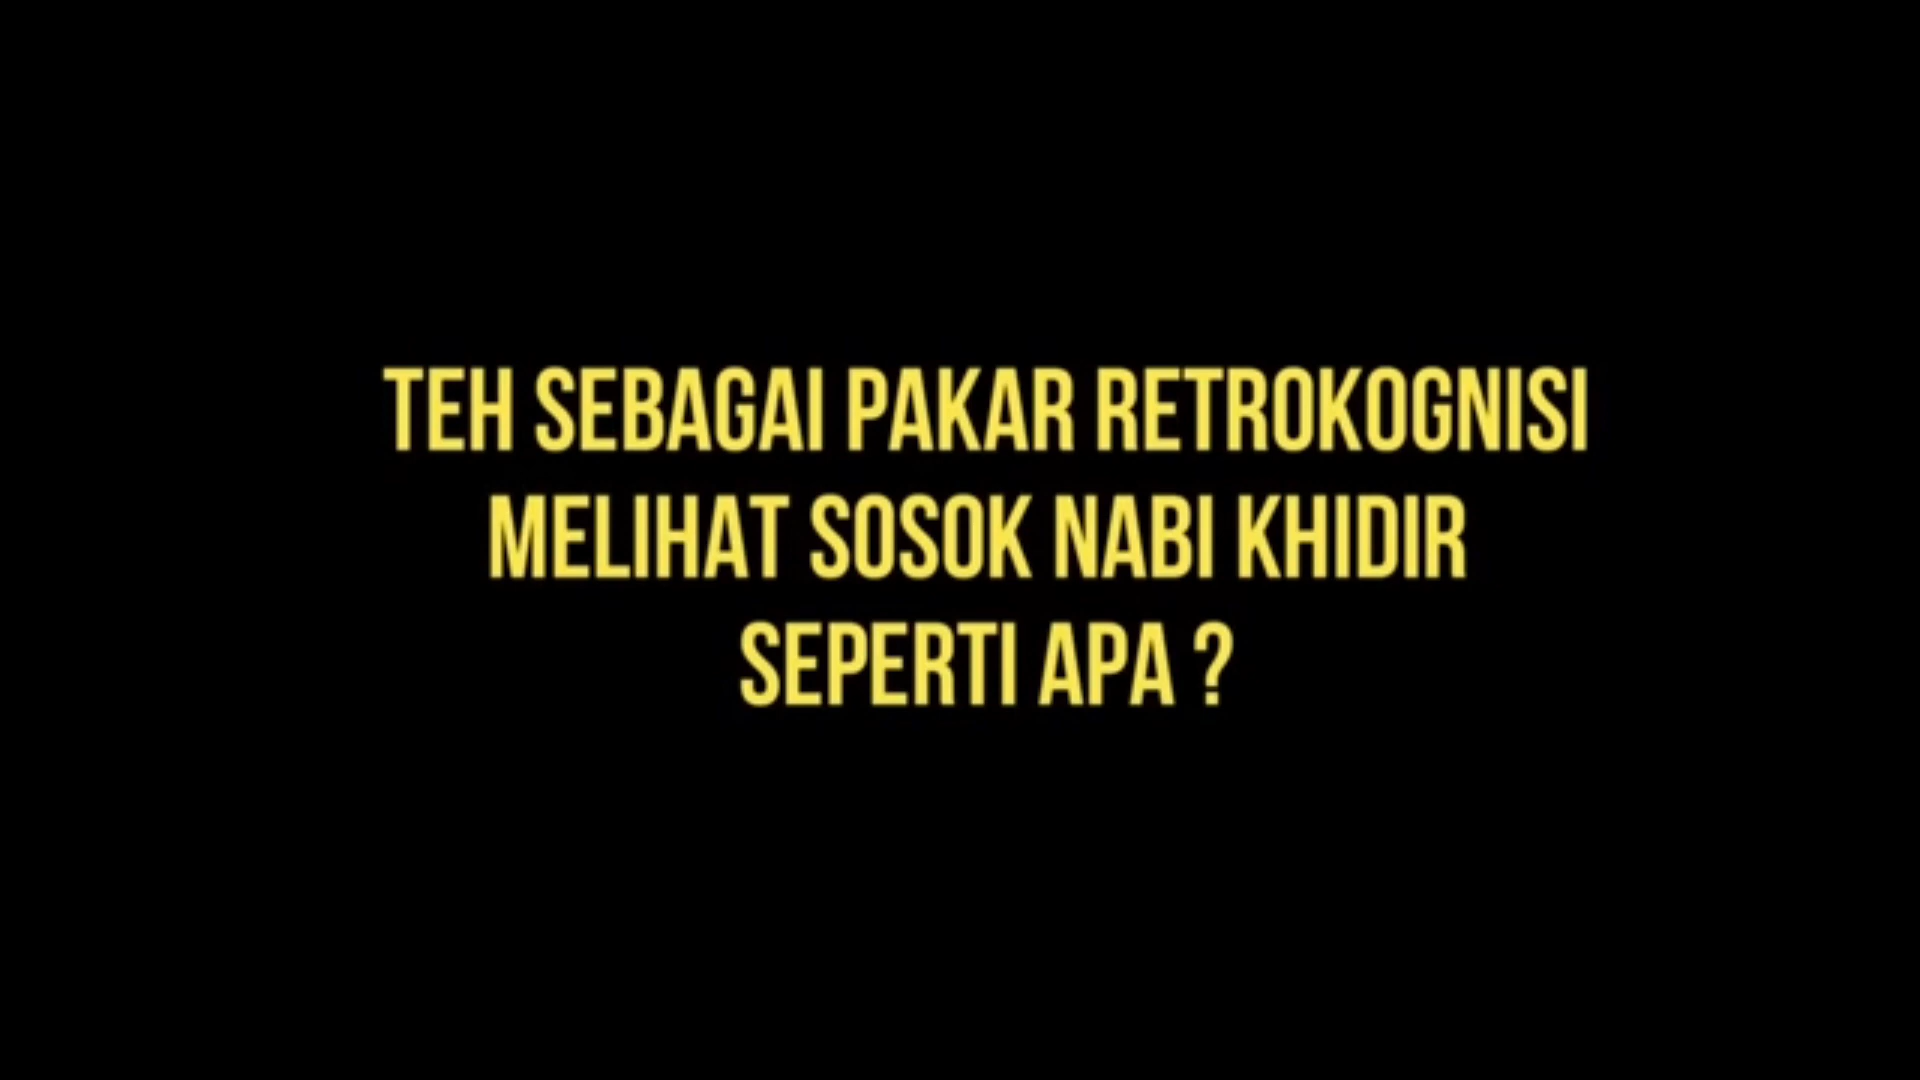 TEH SEBAGAI PAKAR RETROKOGNISI
MELIHAT SOSOK NABI KHIDIR
SEPERTI APA ?